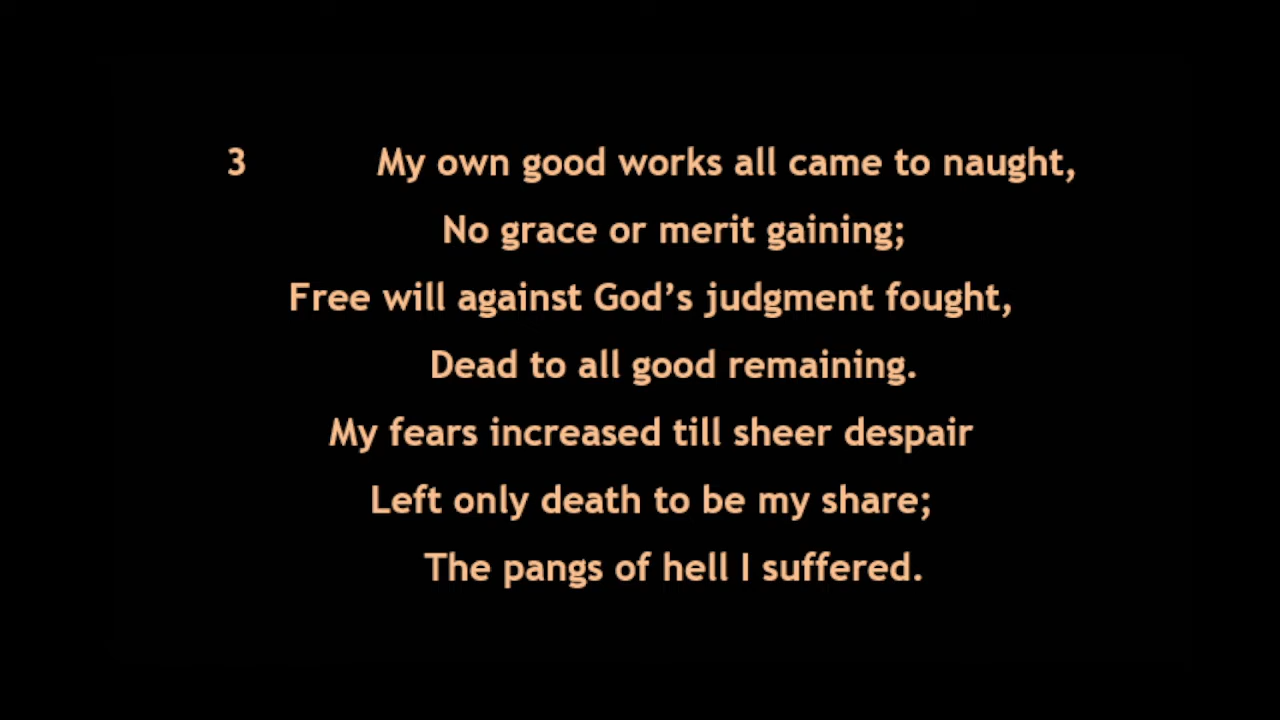 3 My own good works all came to naught,
No grace or merit gaining;
Free will against God’s judgment fought,
Dead to all good remaining.
My fears increased till sheer despair
Left only death to be my share;
The pangs of hell I suffered.